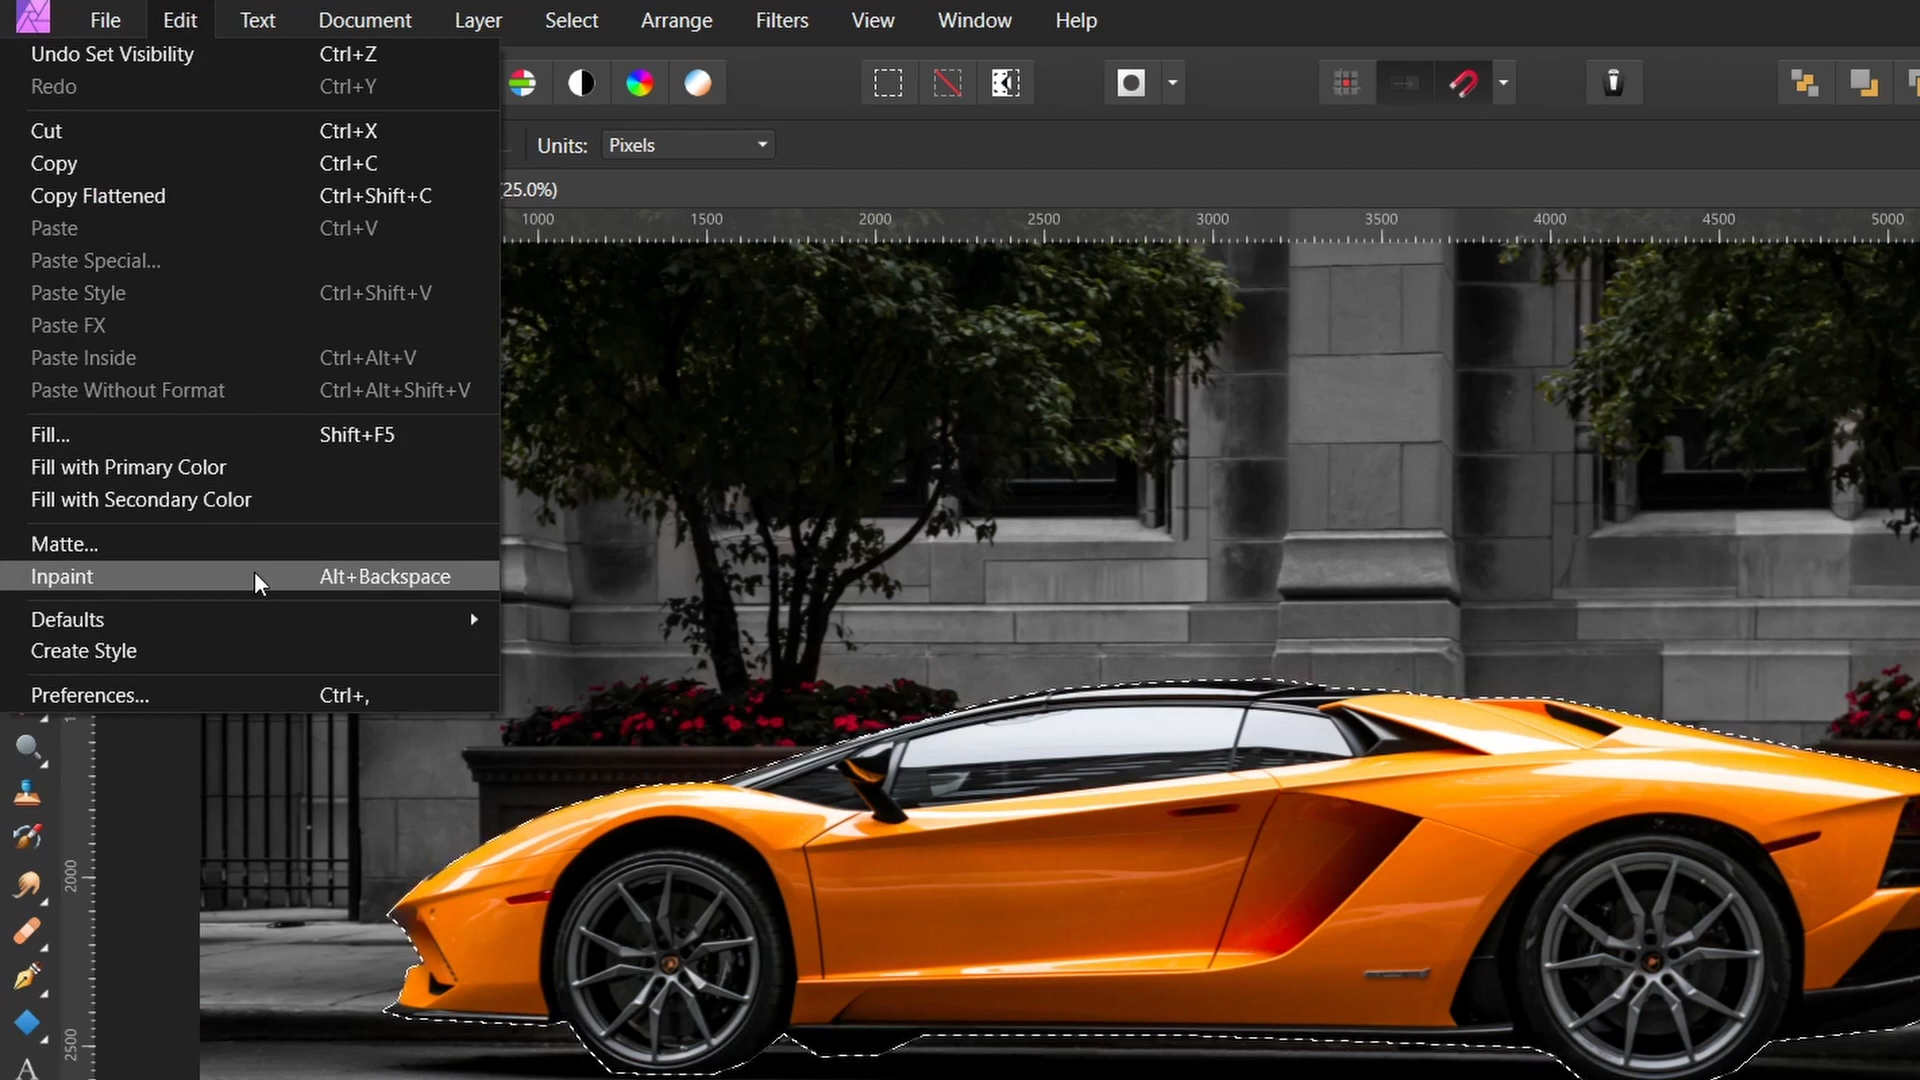 File Edit Text Document Layer Select Arrange Filters View Window Help
Undo Set Visibility Ctrl+Z
Redo Ctrl+Y
Cut Ctrl+X
Copy Ctrl+C
Copy Flattened Ctrl+Shift+C
Paste Ctrl+V
Paste Special...
Paste Style Ctrl+Shift+V
Paste FX
Paste Inside Ctrl+Alt+V
Paste Without Format Ctrl+Alt+Shift+V
Fill... Shift+F5
Fill with Primary Color
Fill with Secondary Color
Matte...
Inpaint Alt+Backspace
Defaults
Create Style
Preferences... Ctrl+,
Units: Pixels
(25.0%)
1000 1500 2000 2500 3000 3500 4000 4500 5000
2000
2500